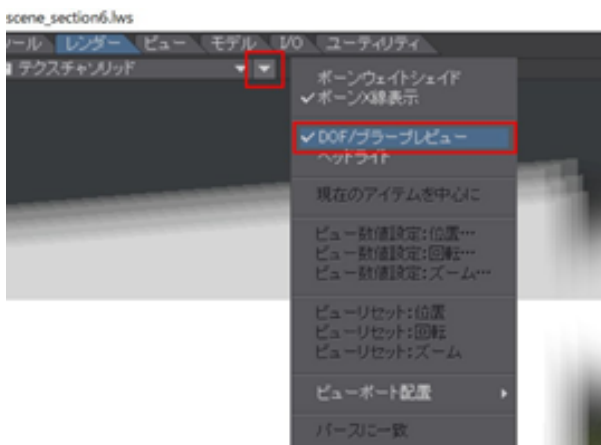 scene_section6.lws
ール レンダー ビュー モデル I/O ユーティリティ
テクスチャソリッド
ボーンウェイトシェイド
✓ボーンX線表示
✓DOF/ブラープレビュー
ヘッドライト
現在のアイテムを中心に
ビュー数値設定:位置…
ビュー数値設定:回転…
ビュー数値設定:ズーム…
ビューリセット:位置
ビューリセット:回転
ビューリセット:ズーム
ビューポート配置
パースに一致